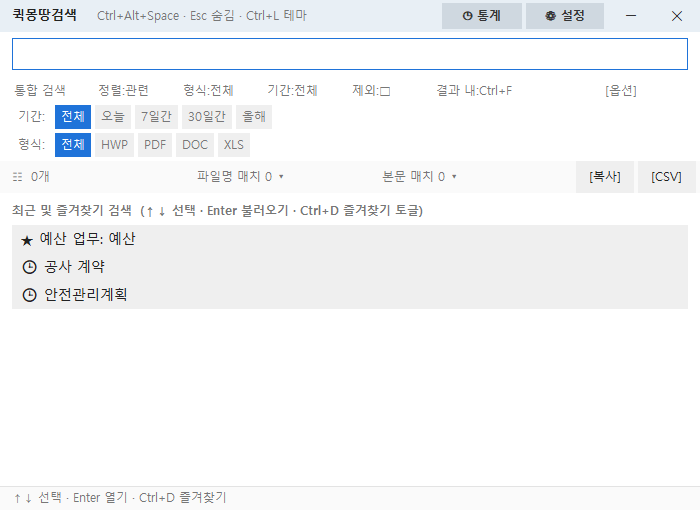 퀵몽땅검색 Ctrl+Alt+Space · Esc 숨김 · Ctrl+L 테마 통계 설정
통합 검색 정렬:관련 형식:전체 기간:전체 제외:□ 결과 내:Ctrl+F [옵션]
기간: 전체 오늘 7일간 30일간 올해
형식: 전체 HWP PDF DOC XLS
0개 파일명 매치 0 ▾ 본문 매치 0 ▾ [복사] [CSV]
최근 및 즐겨찾기 검색 (↑↓ 선택 · Enter 불러오기 · Ctrl+D 즐겨찾기 토글)
★ 예산 업무: 예산
공사 계약
안전관리계획
↑↓ 선택 · Enter 열기 · Ctrl+D 즐겨찾기